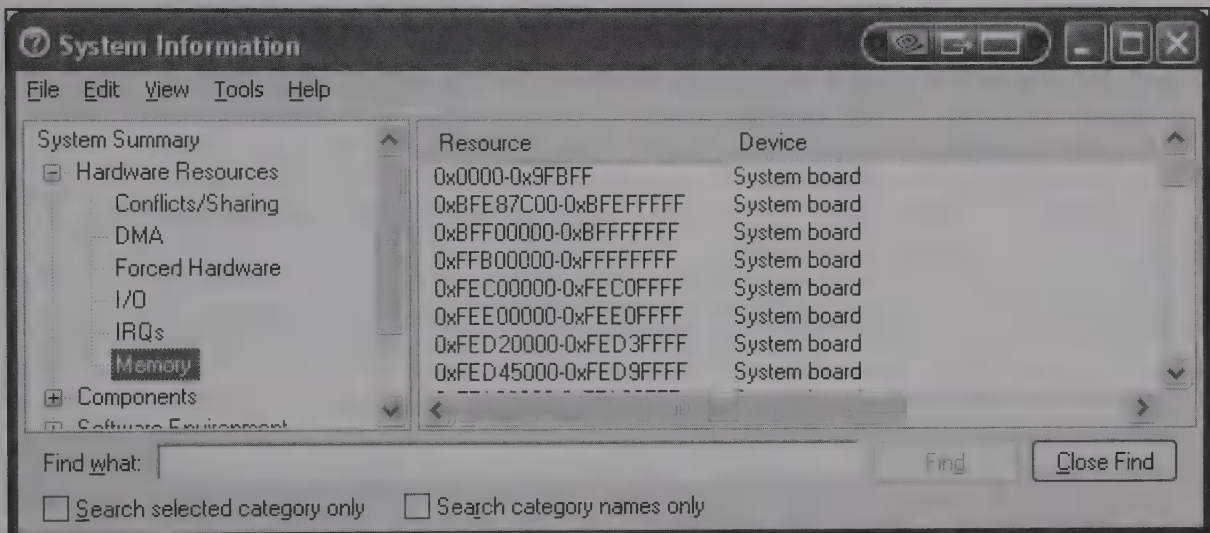 System Information
File Edit View Tools Help
System Summary
Hardware Resources
Conflicts/Sharing
DMA
Forced Hardware
I/O
IRQs
Memory
Components
Software Environment
Resource Device
0x0000-0x9FBFF System board
0xBFE87C00-0xBFEFFFFF System board
0xBFF00000-0xBFFFFFFF System board
0xFFB00000-0xFFFFFFFF System board
0xFEC00000-0xFEC0FFFF System board
0xFEE00000-0xFEE0FFFF System board
0xFED20000-0xFED3FFFF System board
0xFED45000-0xFED9FFFF System board
Find what: Find Close Find
Search selected category only Search category names only